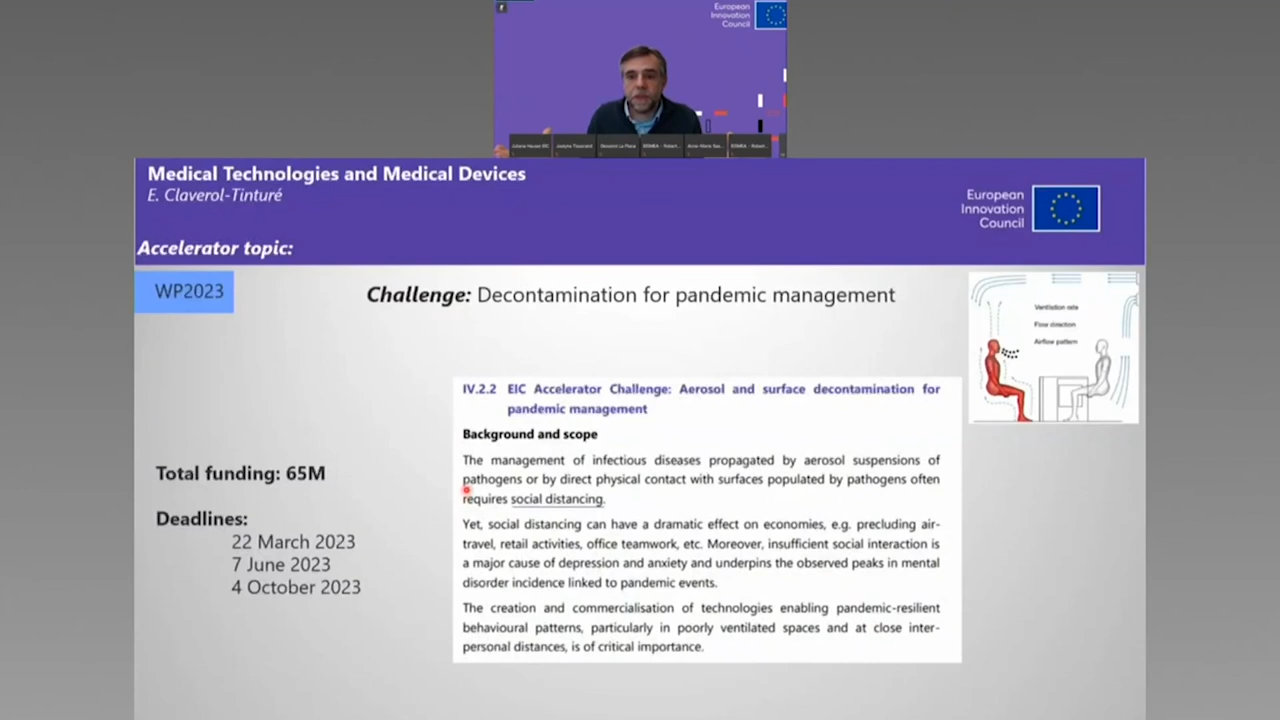 European
Innovation
Council
Juliane Hausen EIC
Giovanni La Placa
Medical Technologies and Medical Devices
E. Claverol-Tinturé
European
Innovation
Council
Accelerator topic:
WP2023
Challenge: Decontamination for pandemic management
Ventilation rate
Flow direction
Airflow pattern
IV.2.2 EIC Accelerator Challenge: Aerosol and surface decontamination for
pandemic management
Background and scope
The management of infectious diseases propagated by aerosol suspensions of
pathogens or by direct physical contact with surfaces populated by pathogens often
requires social distancing.
Yet, social distancing can have a dramatic effect on economies, e.g. precluding air-
travel, retail activities, office teamwork, etc. Moreover, insufficient social interaction is
a major cause of depression and anxiety and underpins the observed peaks in mental
disorder incidence linked to pandemic events.
The creation and commercialisation of technologies enabling pandemic-resilient
behavioural patterns, particularly in poorly ventilated spaces and at close inter-
personal distances, is of critical importance.
Total funding: 65M
Deadlines:
22 March 2023
7 June 2023
4 October 2023